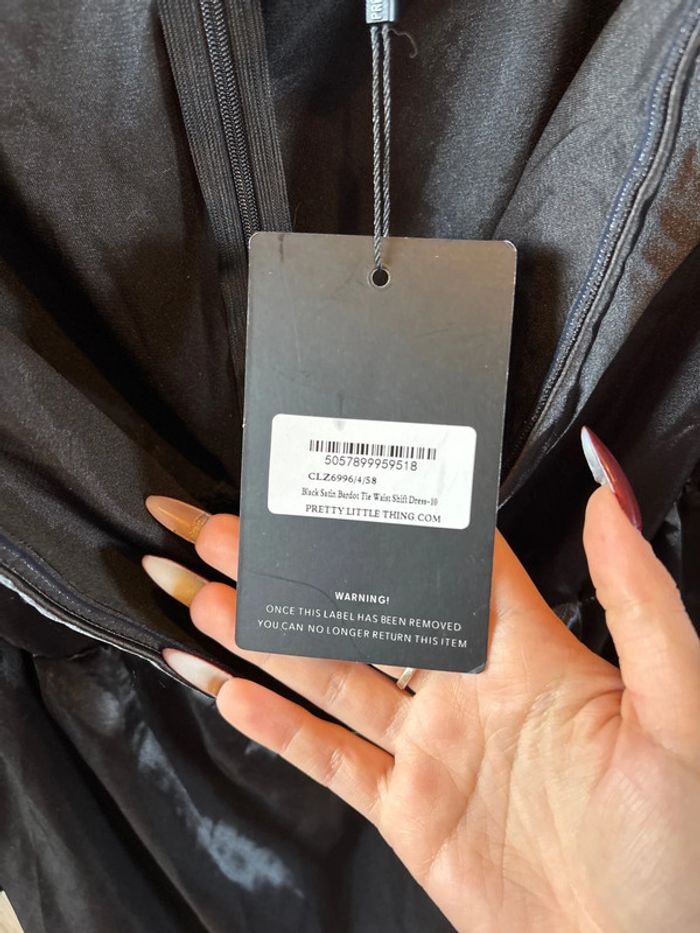 PRE
5057899959518
CLZ6996/4/58
Black Satin Bardot Tie Waist Shift Dress-10
PRETTY LITTLE THING COM
WARNING!
ONCE THIS LABEL HAS BEEN REMOVED
YOU CAN NO LONGER RETURN THIS ITEM